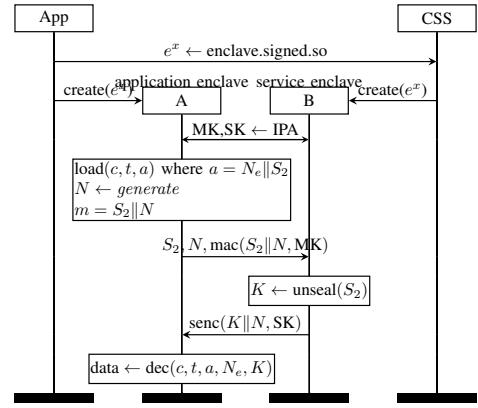 App
CSS
e^x ← enclave.signed.so
application enclave service enclave
create(e^x)
create(e^x)
A
B
MK,SK ← IPA
load(c, t, a) where a = N_e∥S_2
N ← generate
m = S_2∥N
S_2, N, mac(S_2∥N, MK)
K ← unseal(S_2)
senc(K∥N, SK)
data ← dec(c, t, a, N_e, K)